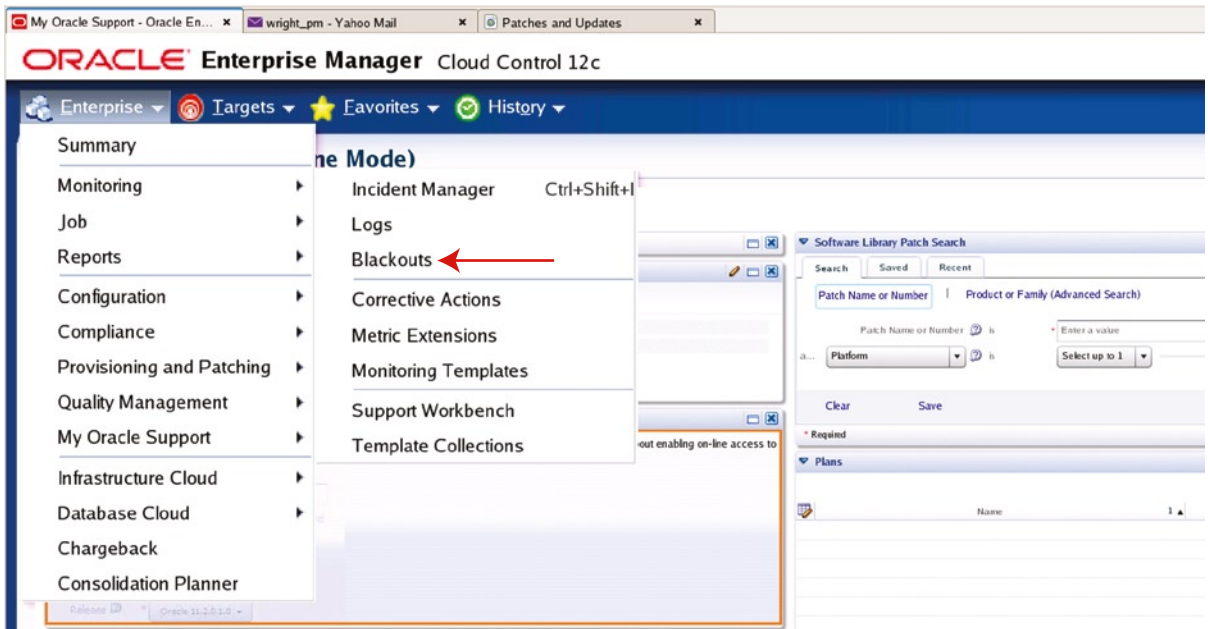 My Oracle Support - Oracle En... wright_pm - Yahoo Mail Patches and Updates
ORACLE Enterprise Manager Cloud Control 12c
Enterprise Targets Favorites History
Summary
ne Mode)
Monitoring
Job
Reports
Configuration
Compliance
Provisioning and Patching
Quality Management
My Oracle Support
Infrastructure Cloud
Database Cloud
Chargeback
Consolidation Planner
Incident Manager Ctrl+Shift+I
Logs
Blackouts
Corrective Actions
Metric Extensions
Monitoring Templates
Support Workbench
Template Collections
out enabling on-line access to
Release Oracle 11.2.0.1.0
Software Library Patch Search
Search Saved Recent
Patch Name or Number | Product or Family (Advanced Search)
Patch Name or Number is * Enter a value
a... Platform is Select up to 1
Clear Save
* Required
Plans
Name 1